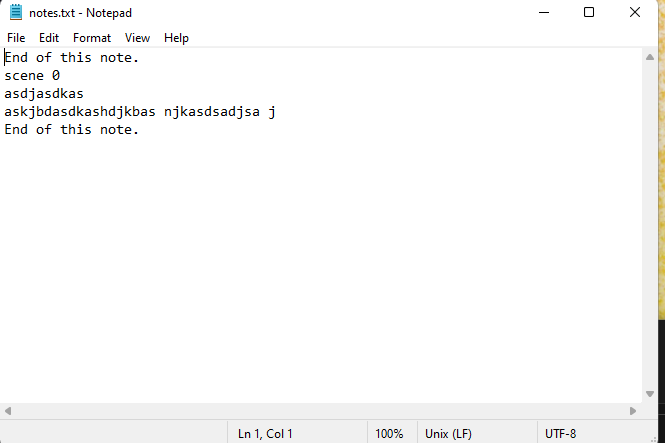 notes.txt - Notepad
File Edit Format View Help
End of this note.
scene 0
asdjasdkas
askjbdasdkashdjkbas njkasdsadjsa j
End of this note.
Ln 1, Col 1 100% Unix (LF) UTF-8